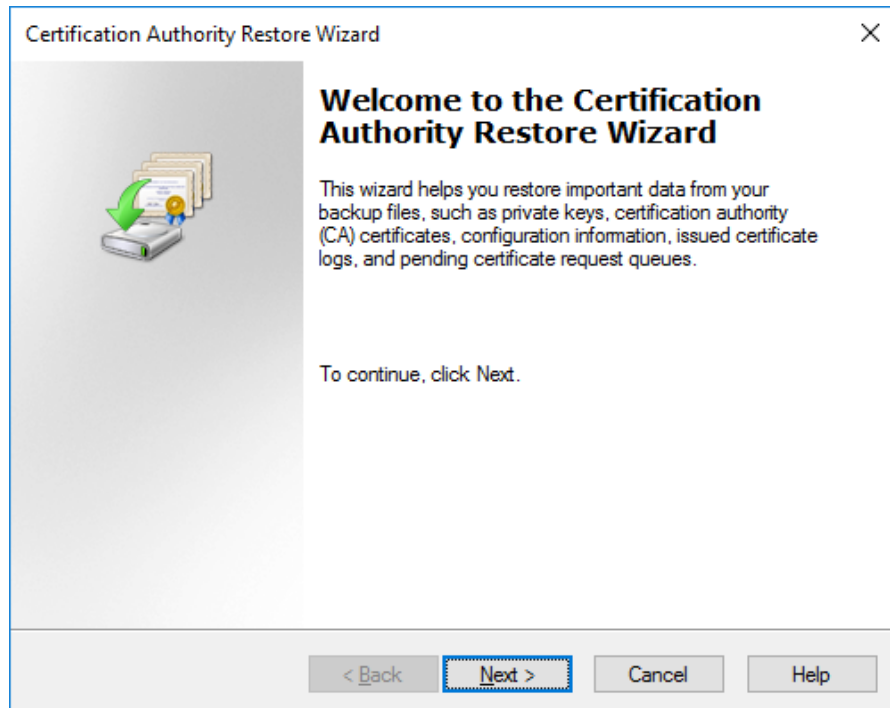 Certification Authority Restore Wizard
Welcome to the Certification
Authority Restore Wizard
This wizard helps you restore important data from your
backup files, such as private keys, certification authority
(CA) certificates, configuration information, issued certificate
logs, and pending certificate request queues.
To continue, click Next.
< Back Next > Cancel Help